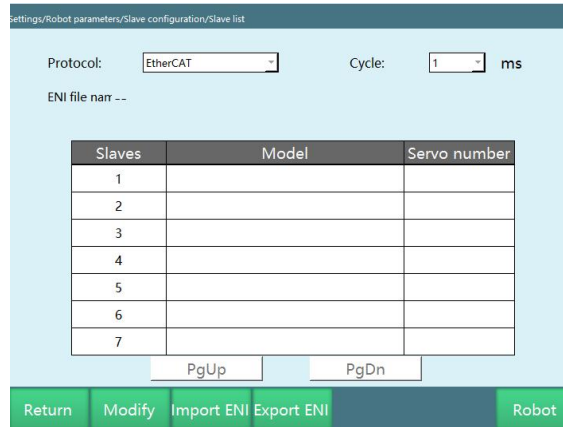 Settings/Robot parameters/Slave configuration/Slave list
Protocol: EtherCAT Cycle: 1 ms
ENI file nam --
Slaves Model Servo number
1
2
3
4
5
6
7
PgUp PgDn
Return Modify Import ENI Export ENI Robot